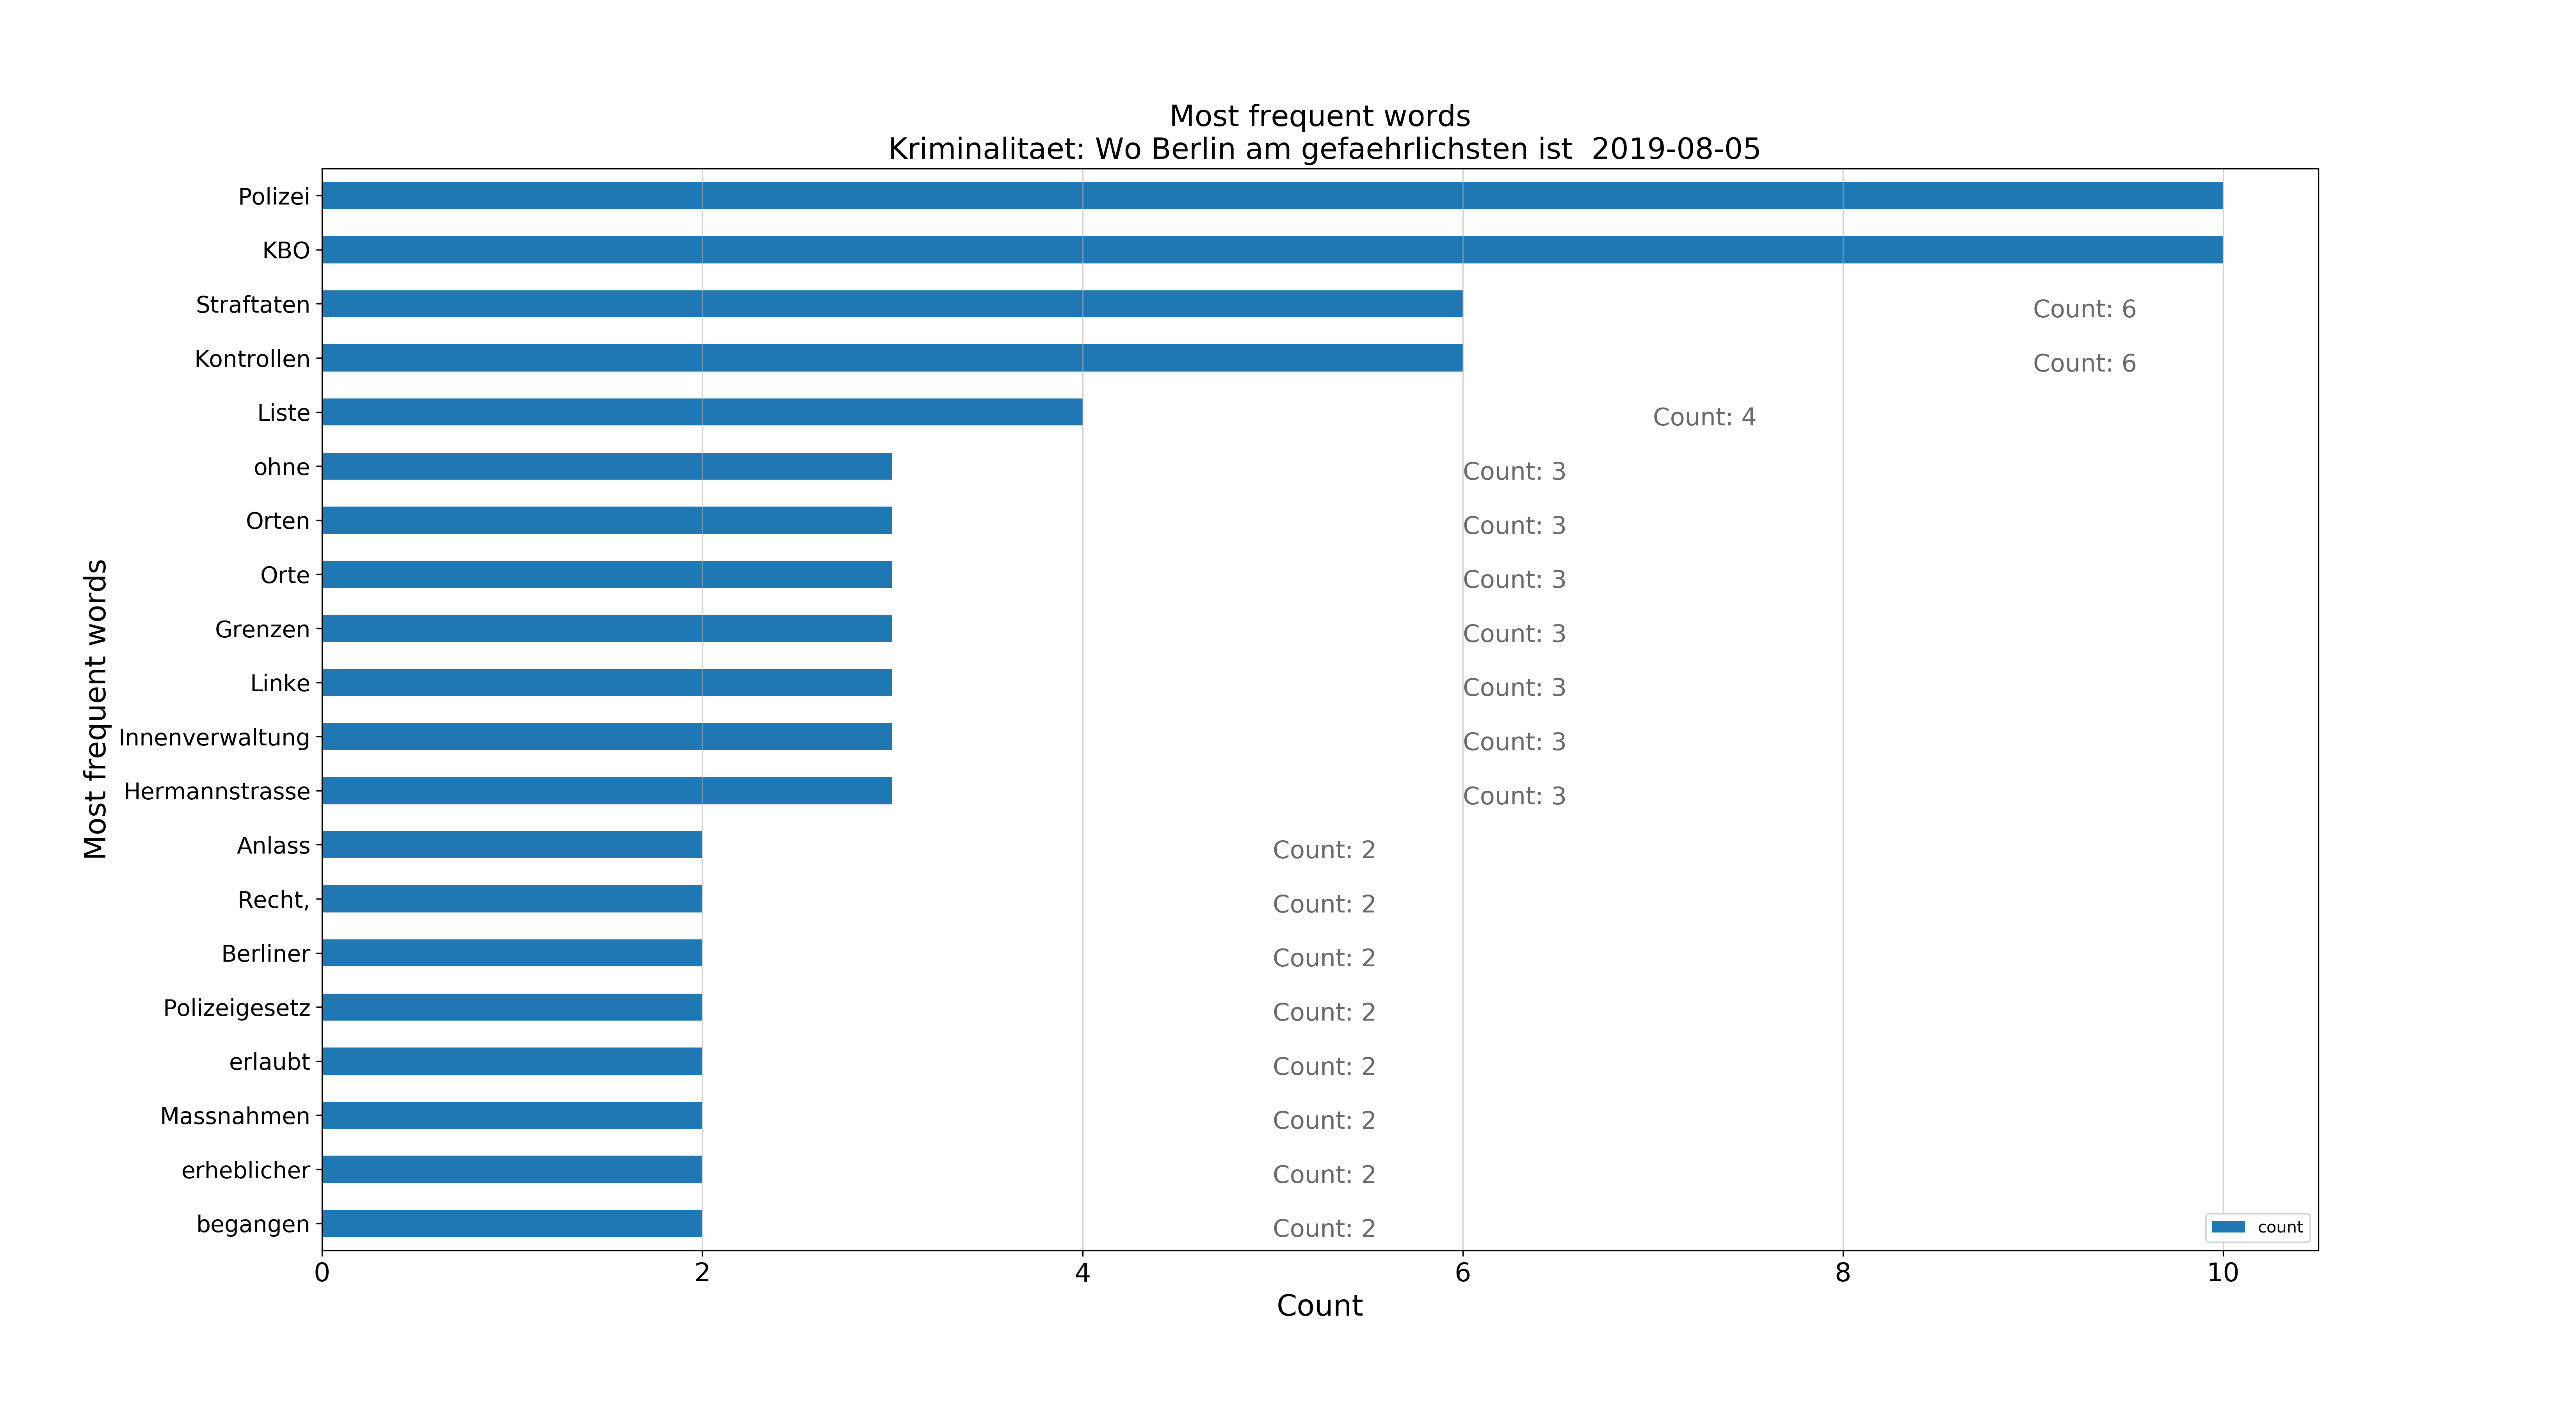 Most frequent words
Kriminalitaet: Wo Berlin am gefaehrlichsten ist  2019-08-05
Most frequent words
Polizei
KBO
Straftaten Count: 6
Kontrollen Count: 6
Liste Count: 4
ohne Count: 3
Orten Count: 3
Orte Count: 3
Grenzen Count: 3
Linke Count: 3
Innenverwaltung Count: 3
Hermannstrasse Count: 3
Anlass Count: 2
Recht, Count: 2
Berliner Count: 2
Polizeigesetz Count: 2
erlaubt Count: 2
Massnahmen Count: 2
erheblicher Count: 2
begangen Count: 2
count
0 2 4 6 8 10
Count